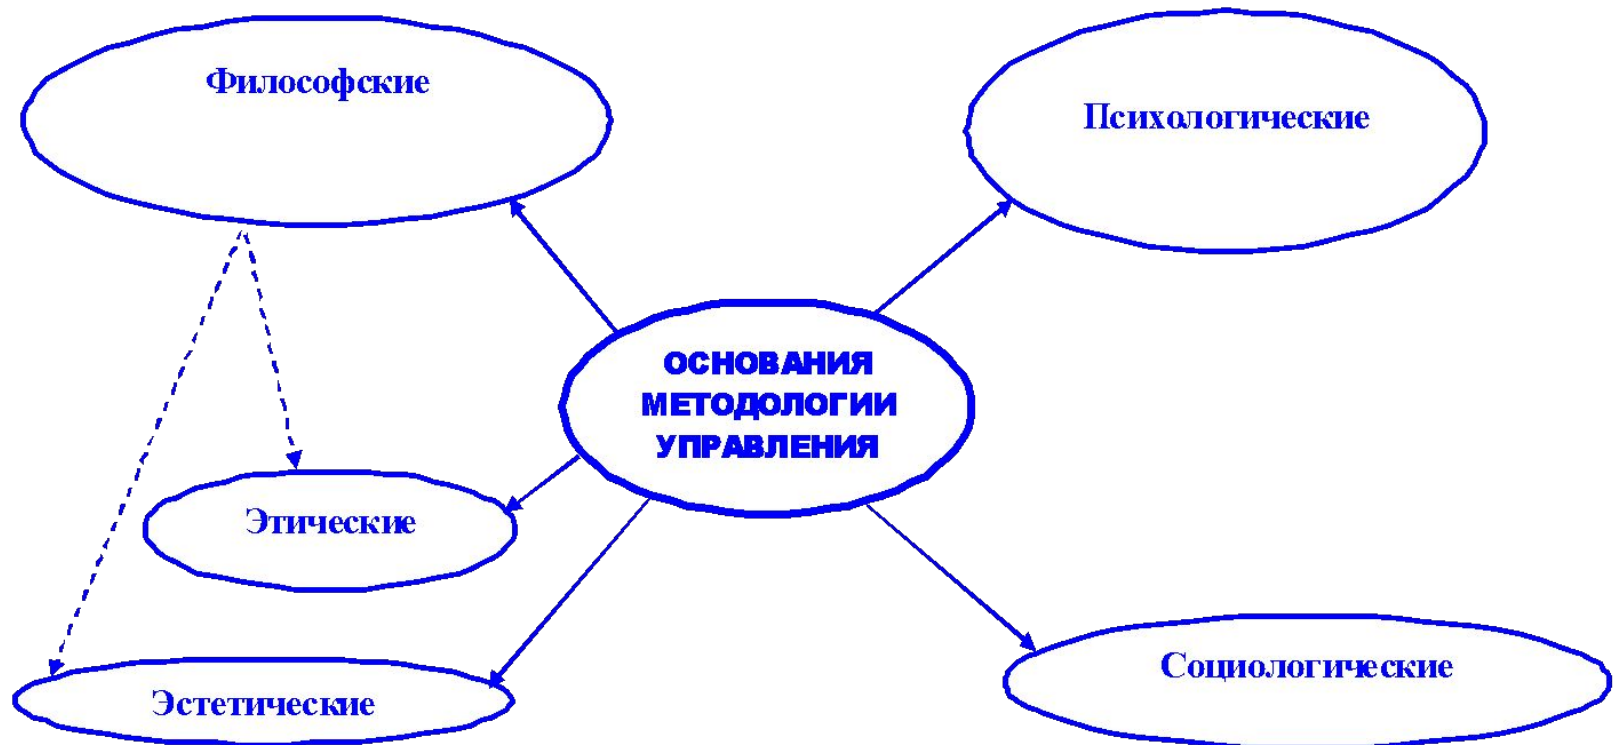 Философские
Психологические
ОСНОВАНИЯ
МЕТОДОЛОГИИ
УПРАВЛЕНИЯ
Этические
Социологические
Эстетические